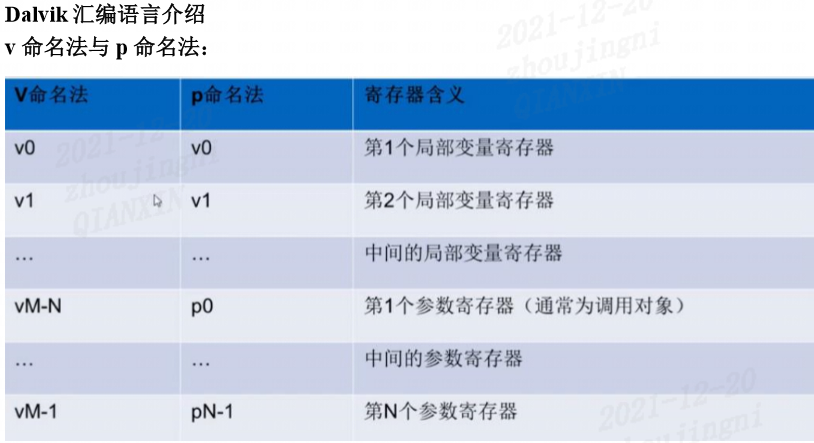 Dalvik 汇编语言介绍
v 命名法与 p 命名法：
V命名法 p命名法 寄存器含义
v0 v0 第1个局部变量寄存器
v1 v1 第2个局部变量寄存器
... ... 中间的局部变量寄存器
vM-N p0 第1个参数寄存器（通常为调用对象）
... ... 中间的参数寄存器
vM-1 pN-1 第N个参数寄存器
2021-12-20
zhoujingni
QIANXIN
2021-12-20
zhoujingni
QIANXIN
2021-12-20